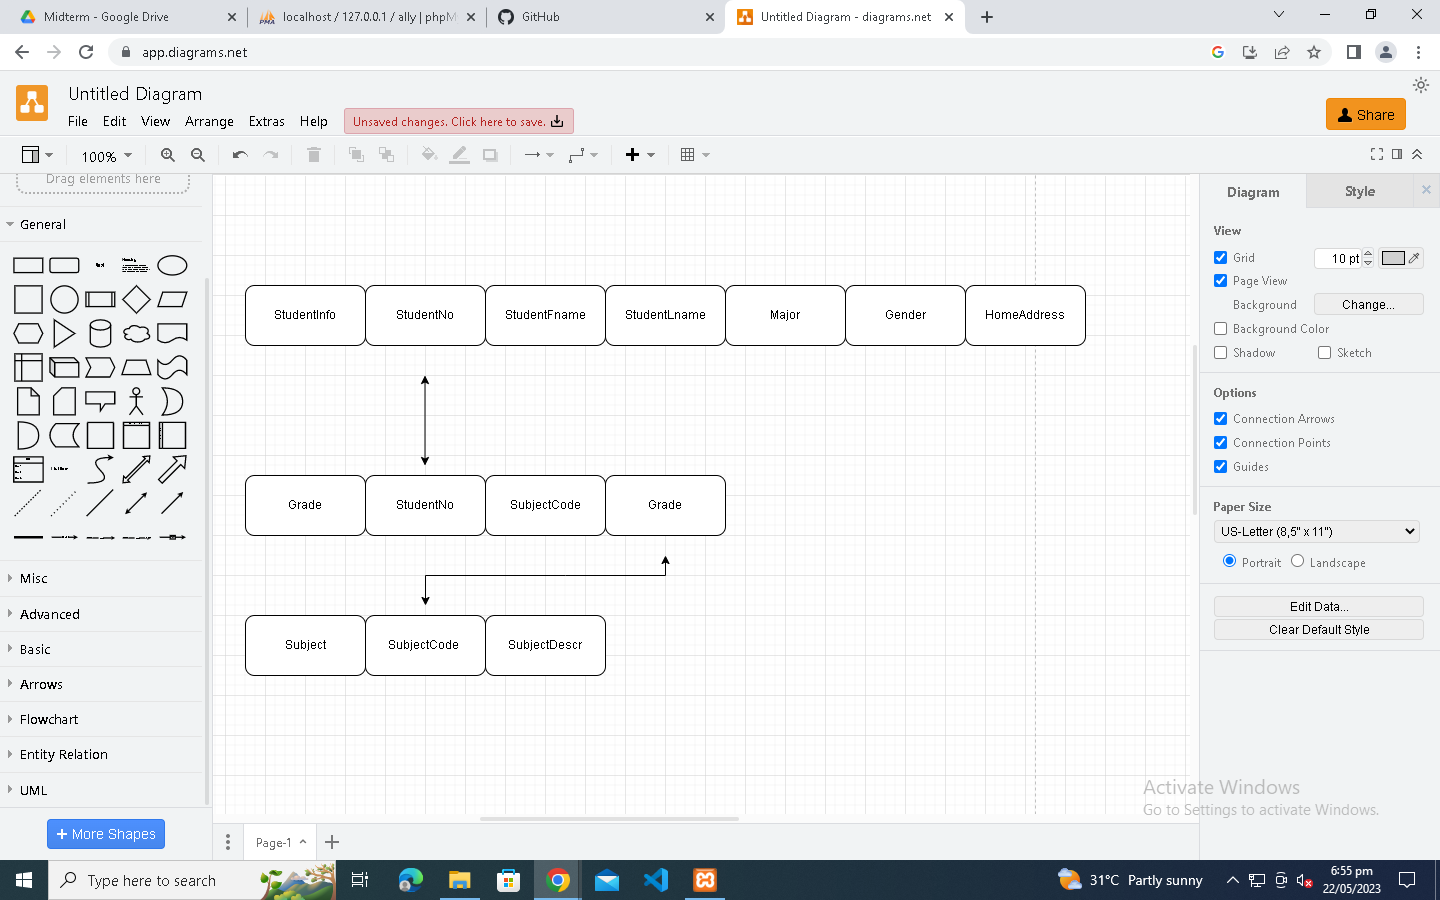 Midterm - Google Drive
localhost / 127.0.0.1 / ally | phpM
GitHub
Untitled Diagram - diagrams.net
app.diagrams.net
Untitled Diagram
File Edit View Arrange Extras Help
Unsaved changes. Click here to save.
Share
100%
Drag elements here
Diagram
Style
General
View
Grid
10 pt
Page View
Background
Change...
Background Color
Shadow
Sketch
Options
Connection Arrows
Connection Points
Guides
Paper Size
US-Letter (8,5" x 11")
Portrait
Landscape
Edit Data...
Clear Default Style
StudentInfo
StudentNo
StudentFname
StudentLname
Major
Gender
HomeAddress
Grade
StudentNo
SubjectCode
Grade
Subject
SubjectCode
SubjectDescr
Misc
Advanced
Basic
Arrows
Flowchart
Entity Relation
UML
+ More Shapes
Page-1
Activate Windows
Go to Settings to activate Windows.
Type here to search
31°C Partly sunny
6:55 pm
22/05/2023